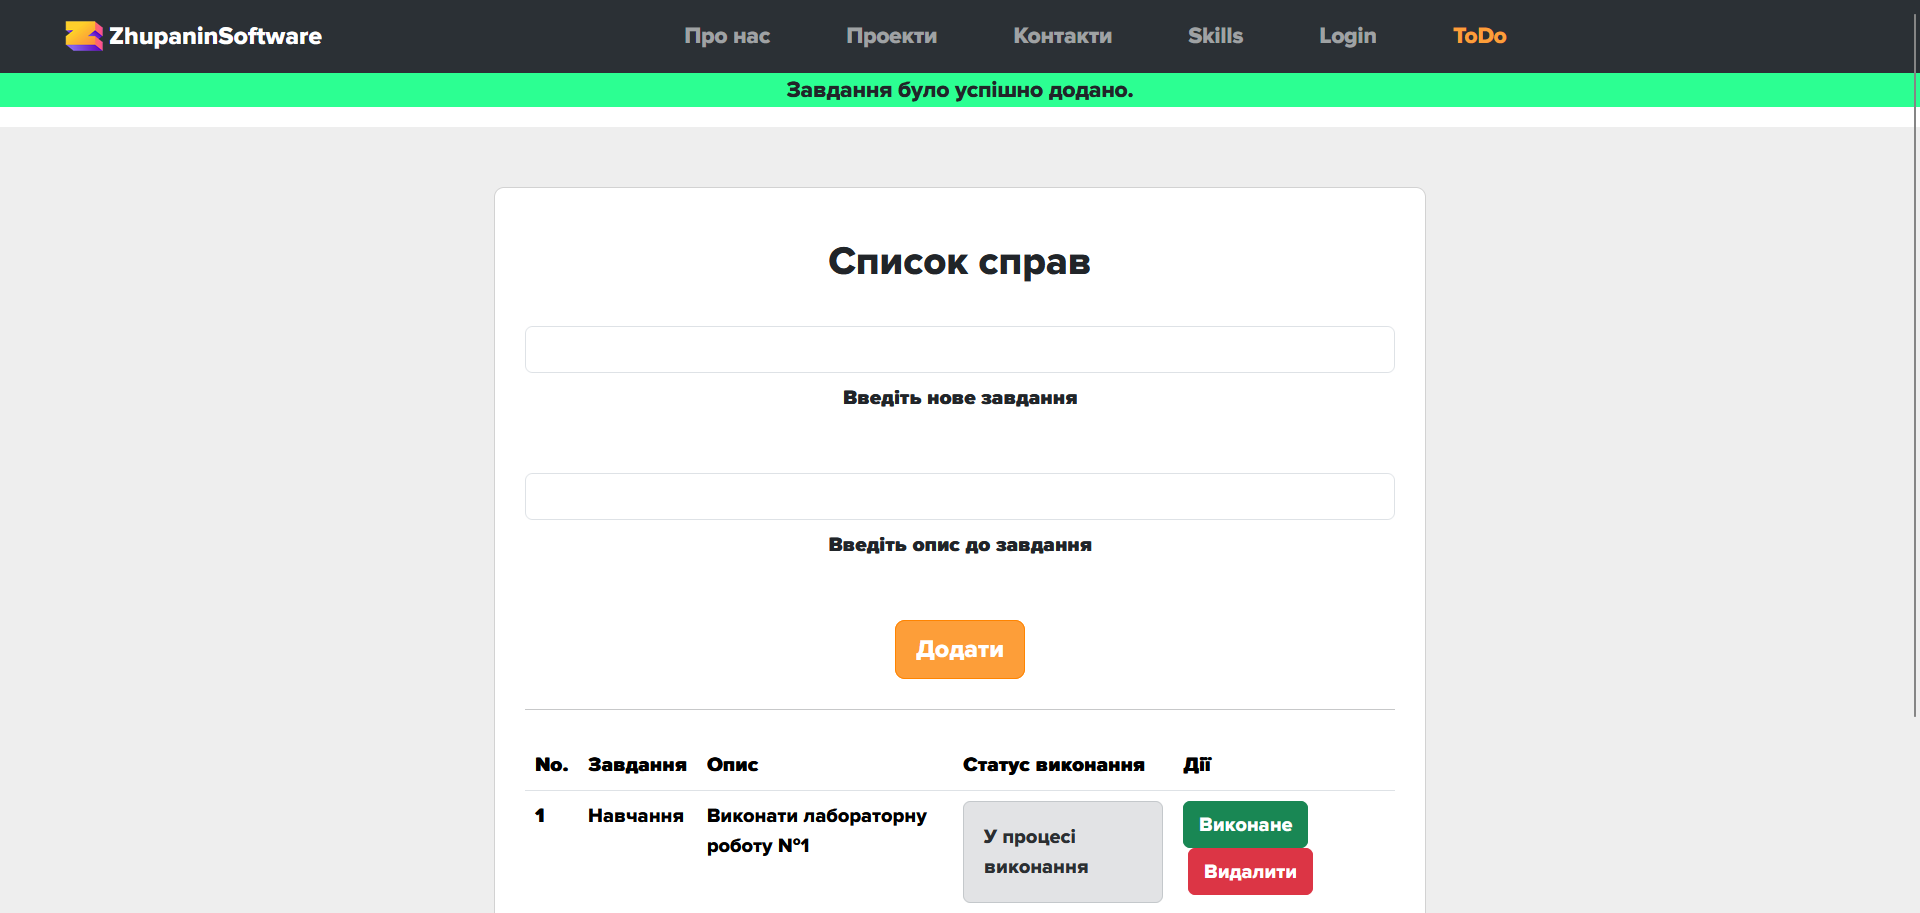 ZhupaninSoftware
Про нас
Проекти
Контакти
Skills
Login
ToDo
Завдання було успішно додано.
Список справ
Введіть нове завдання
Введіть опис до завдання
Додати
No. Завдання Опис Статус виконання Дії
1 Навчання Виконати лабораторну
роботу №1
У процесі
виконання
Виконане
Видалити